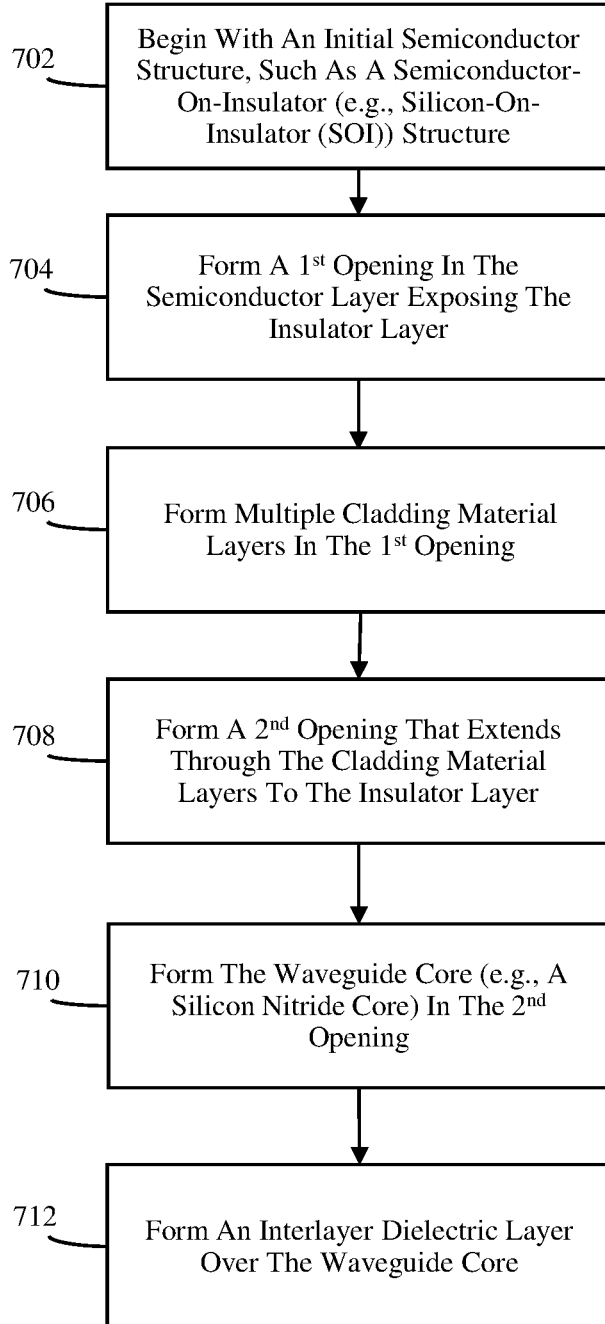 702
Begin With An Initial Semiconductor
Structure, Such As A Semiconductor-
On-Insulator (e.g., Silicon-On-
Insulator (SOI)) Structure
704
Form A 1st Opening In The
Semiconductor Layer Exposing The
Insulator Layer
706
Form Multiple Cladding Material
Layers In The 1st Opening
708
Form A 2nd Opening That Extends
Through The Cladding Material
Layers To The Insulator Layer
710
Form The Waveguide Core (e.g., A
Silicon Nitride Core) In The 2nd
Opening
712
Form An Interlayer Dielectric Layer
Over The Waveguide Core